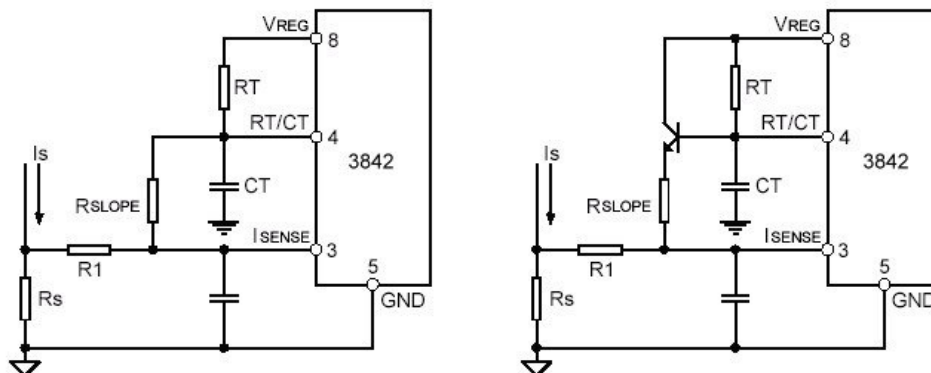 VREG
8
RT
RT/CT
4
3842
Is
CT
RSLOPE
ISENSE
3
R1
5
Rs
GND
VREG
8
RT
RT/CT
4
3842
Is
CT
RSLOPE
ISENSE
3
R1
5
Rs
GND